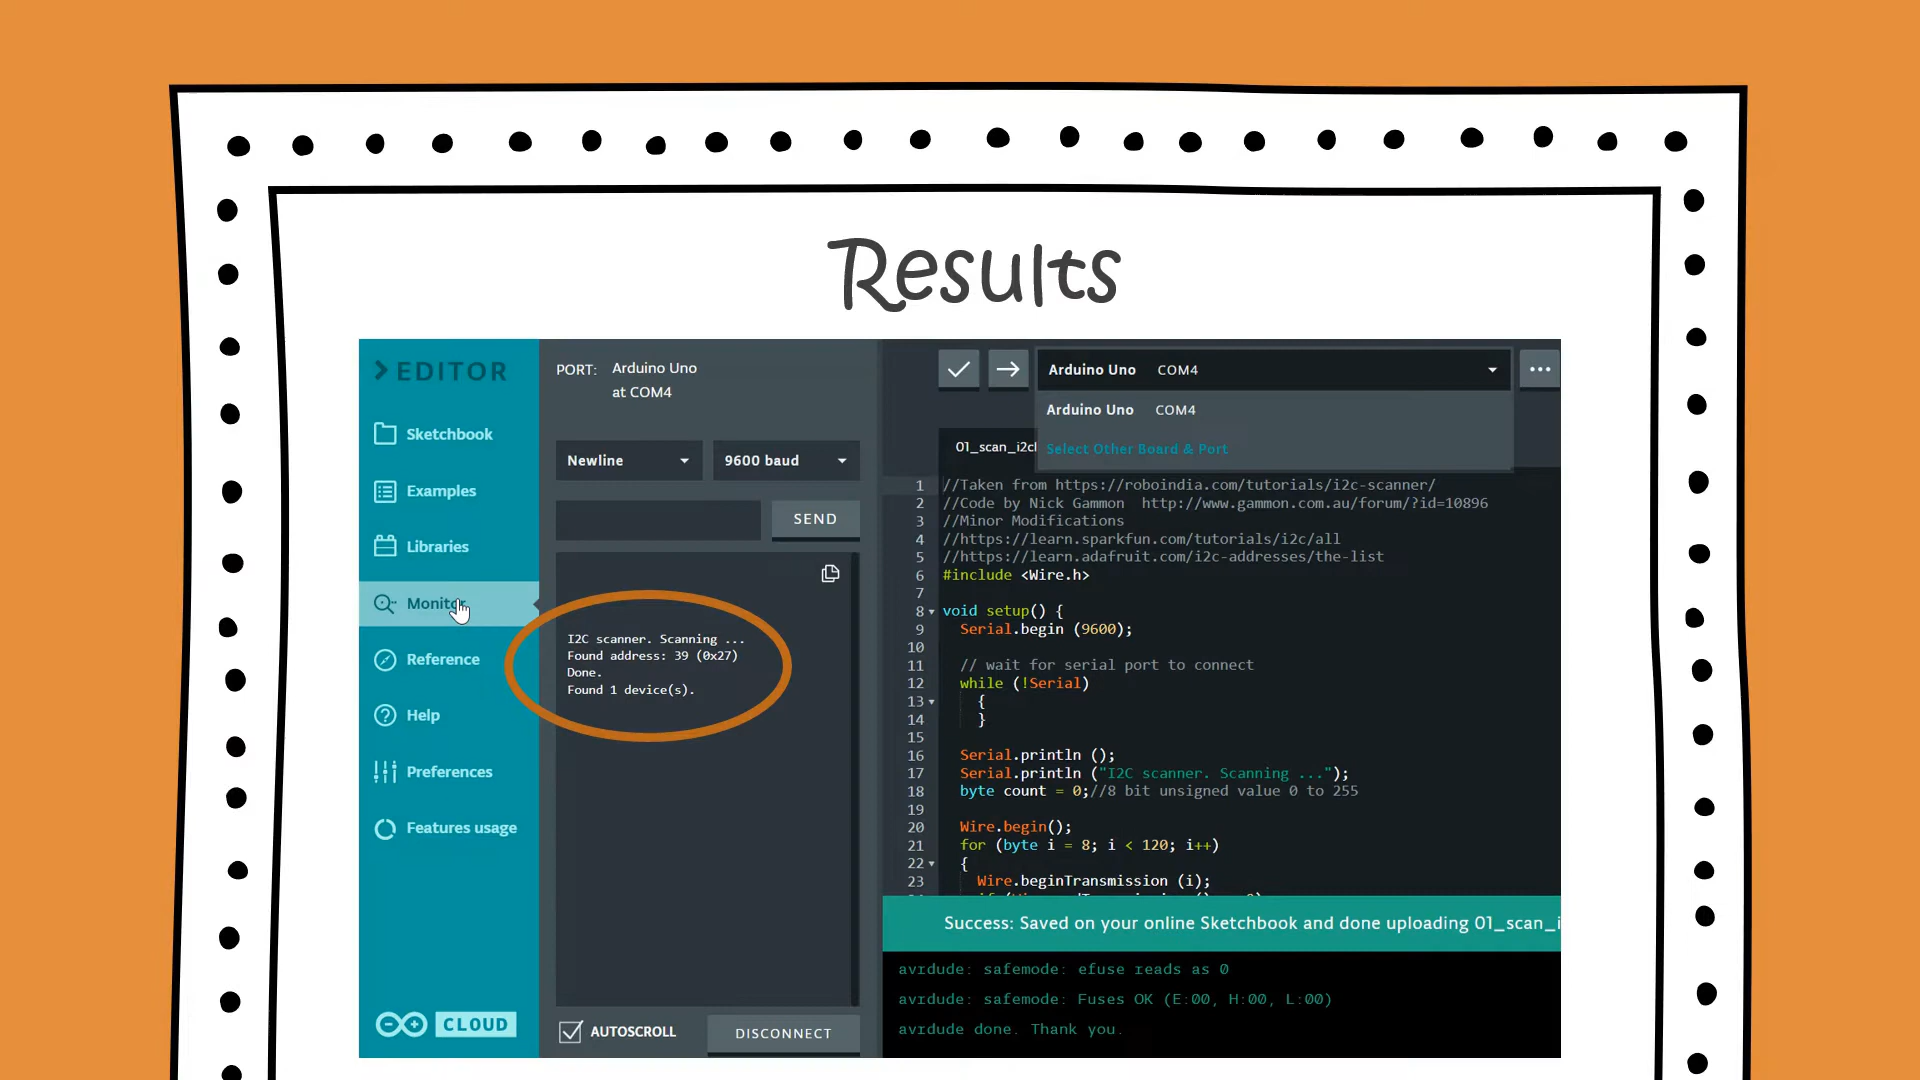 Results
EDITOR
Sketchbook
Examples
Libraries
Monitor
Reference
Help
Preferences
Features usage
CLOUD
PORT: Arduino Uno
at COM4
Newline
9600 baud
SEND
I2C scanner. Scanning ...
Found address: 39 (0x27)
Done.
Found 1 device(s).
AUTOSCROLL
DISCONNECT
Arduino Uno COM4
Arduino Uno COM4
Select Other Board & Port
01_scan_i2c
1 //Taken from https://roboindia.com/tutorials/i2c-scanner/
2 //Code by Nick Gammon http://www.gammon.com.au/forum/?id=10896
3 //Minor Modifications
4 //https://learn.sparkfun.com/tutorials/i2c/all
5 //https://learn.adafruit.com/i2c-addresses/the-list
6 #include <Wire.h>
7
8 void setup() {
9 Serial.begin (9600);
10
11 // wait for serial port to connect
12 while (!Serial)
13 {
14 }
15
16 Serial.println ();
17 Serial.println ("I2C scanner. Scanning ...");
18 byte count = 0;//8 bit unsigned value 0 to 255
19
20 Wire.begin();
21 for (byte i = 8; i < 120; i++)
22 {
23 Wire.beginTransmission (i);
Success: Saved on your online Sketchbook and done uploading 01_scan_i
avrdude: safemode: efuse reads as 0
avrdude: safemode: Fuses OK (E:00, H:00, L:00)
avrdude done. Thank you.